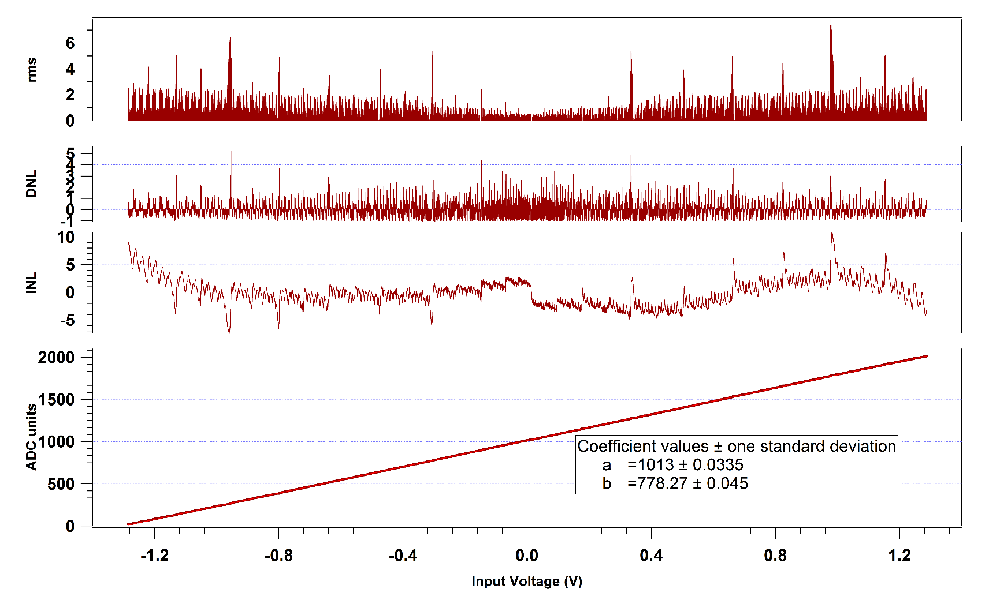 rms
6
4
2
0
DNL
5
4
3
2
1
0
-1
INL
10
5
0
-5
ADC units
2000
1500
1000
500
0
Coefficient values ± one standard deviation
a =1013 ± 0.0335
b =778.27 ± 0.045
-1.2 -0.8 -0.4 0.0 0.4 0.8 1.2
Input Voltage (V)